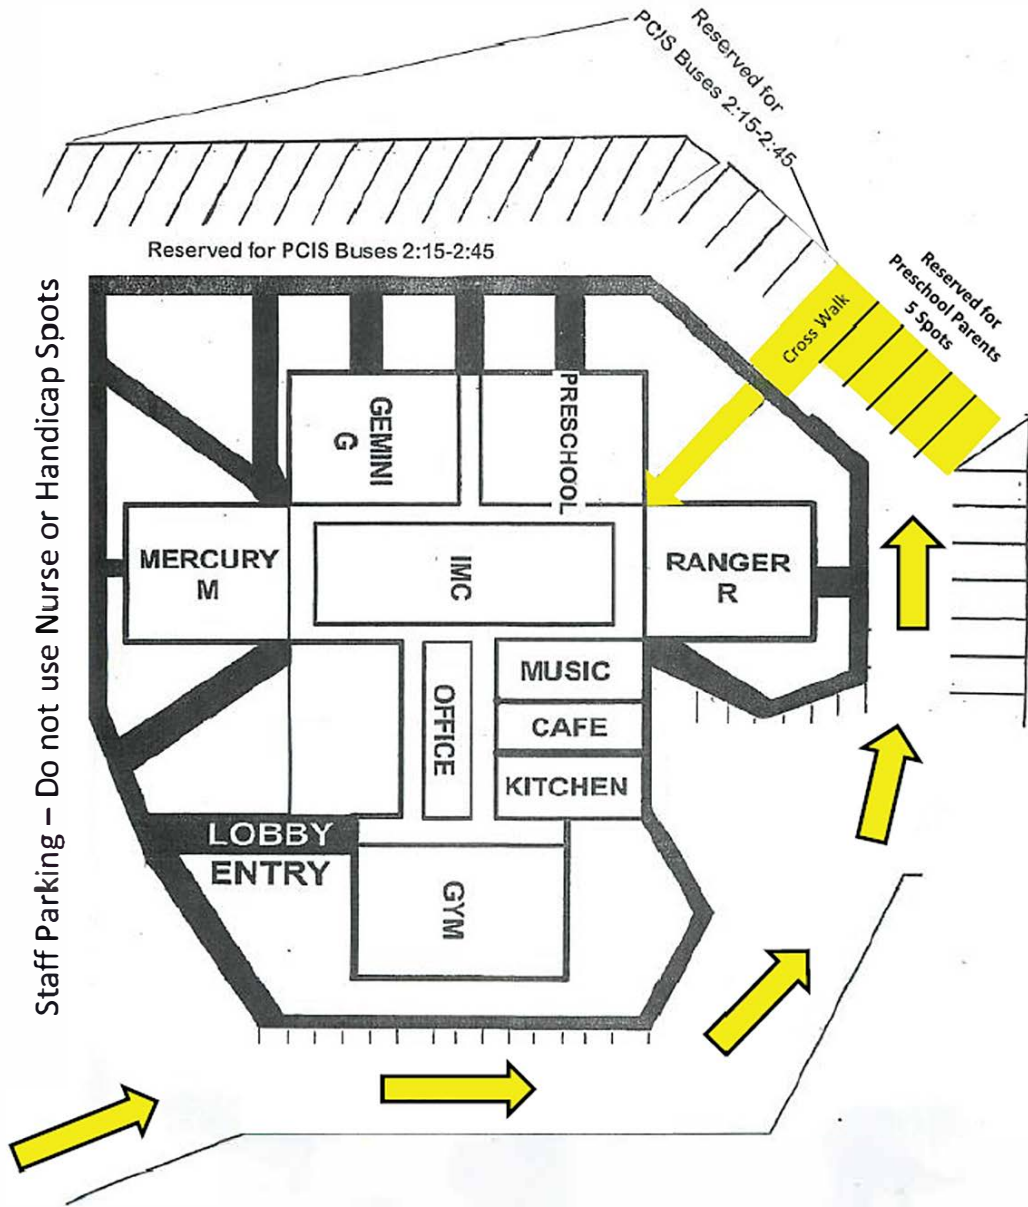 Reserved for
PCIS Buses 2:15-2:45
Reserved for PCIS Buses 2:15-2:45
Reserved for
Preschool Parents
5 Spots
Cross Walk
Staff Parking – Do not use Nurse or Handicap Spots
GEMINI
G
PRESCHOOL
MERCURY
M
IMC
RANGER
R
OFFICE
MUSIC
CAFE
KITCHEN
LOBBY
ENTRY
GYM